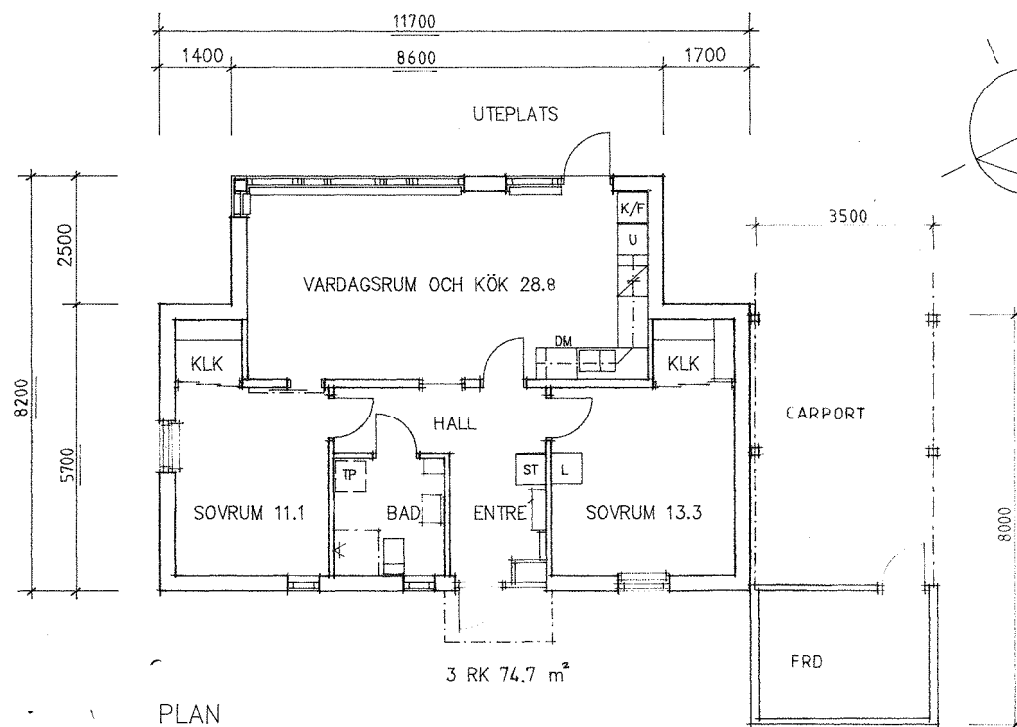 11700
1400 8600 1700
UTEPLATS
K/F
3500
U
2500
VARDAGSRUM OCH KÖK 28.8
DM
KLK
KLK
8200
CARPORT
HALL
5700
TP
ST
L
SOVRUM 11.1
BAD
ENTRÉ
SOVRUM 13.3
8000
FRD
3 RK 74.7 m²
PLAN